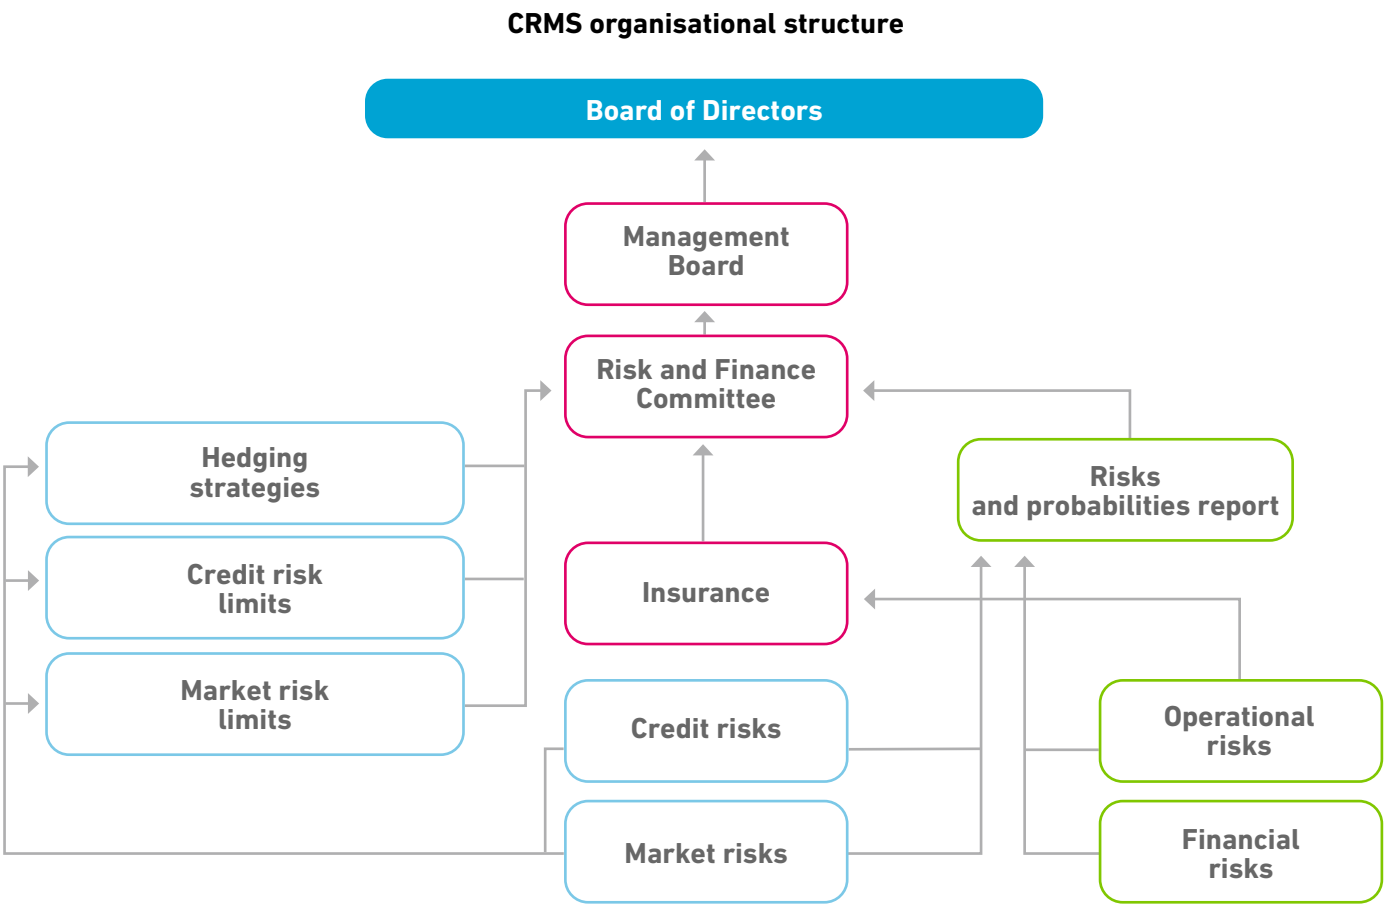 CRMS organisational structure
Board of Directors
Management
Board
Risk and Finance
Committee
Hedging
strategies
Risks
and probabilities report
Credit risk
limits
Insurance
Market risk
limits
Credit risks
Operational
risks
Market risks
Financial
risks